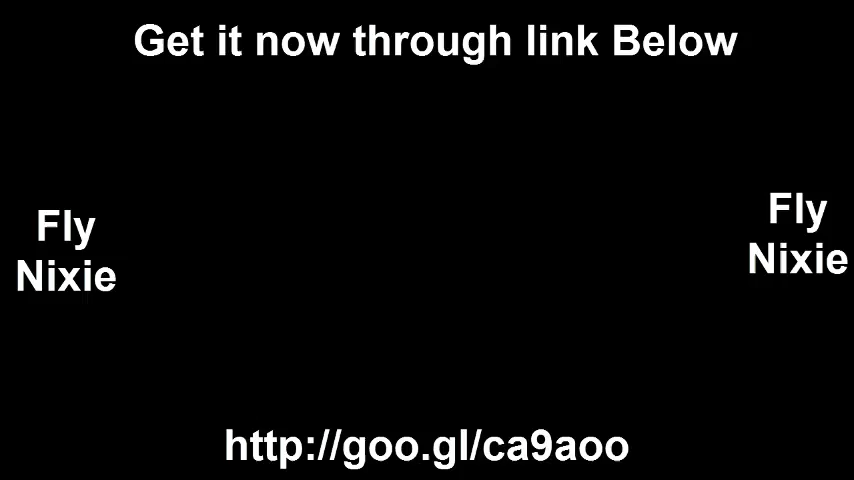 Get it now through link Below
Fly
Nixie
Fly
Nixie
http://goo.gl/ca9aoo